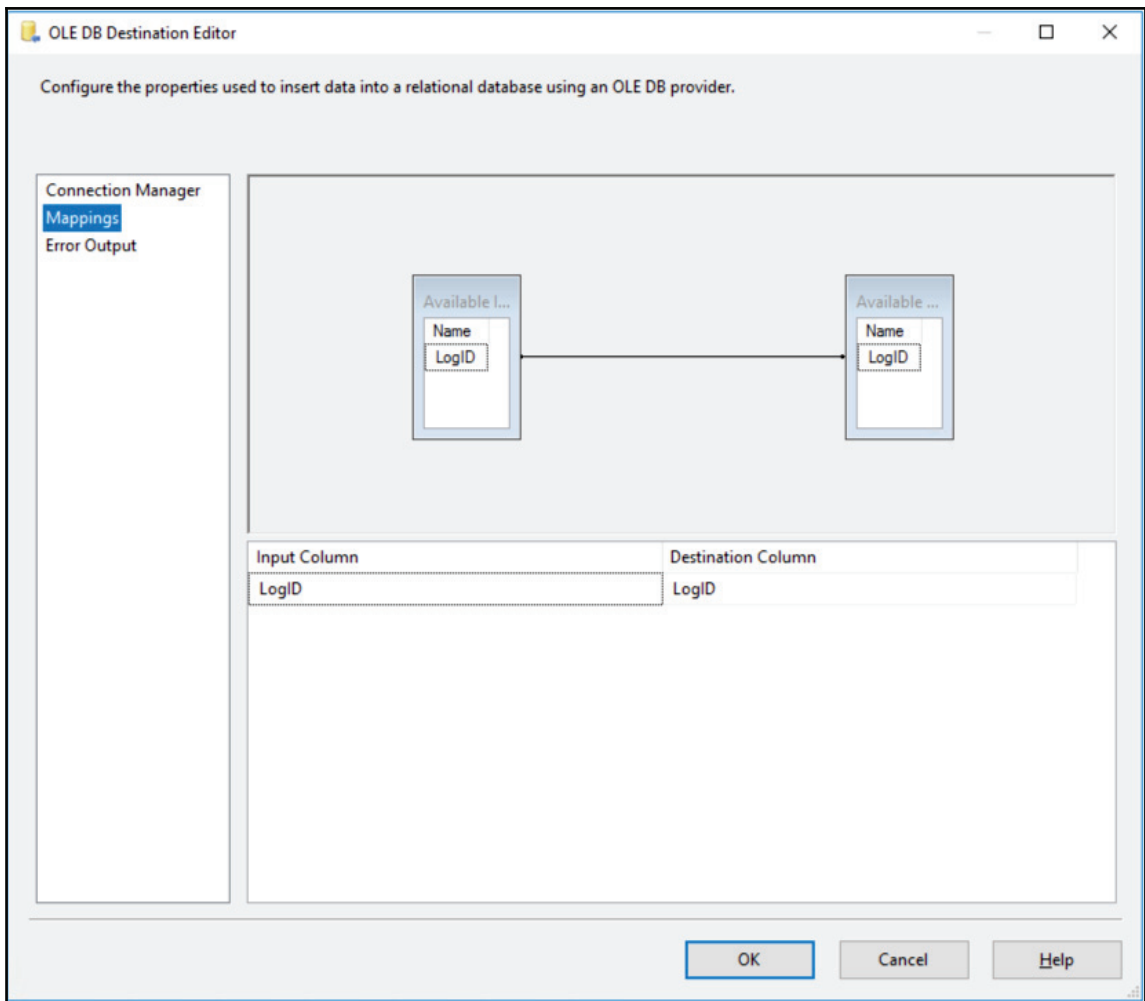 OLE DB Destination Editor
Configure the properties used to insert data into a relational database using an OLE DB provider.
Connection Manager
Mappings
Error Output
Available I...
Name
LogID
Available ...
Name
LogID
Input Column Destination Column
LogID LogID
OK Cancel Help